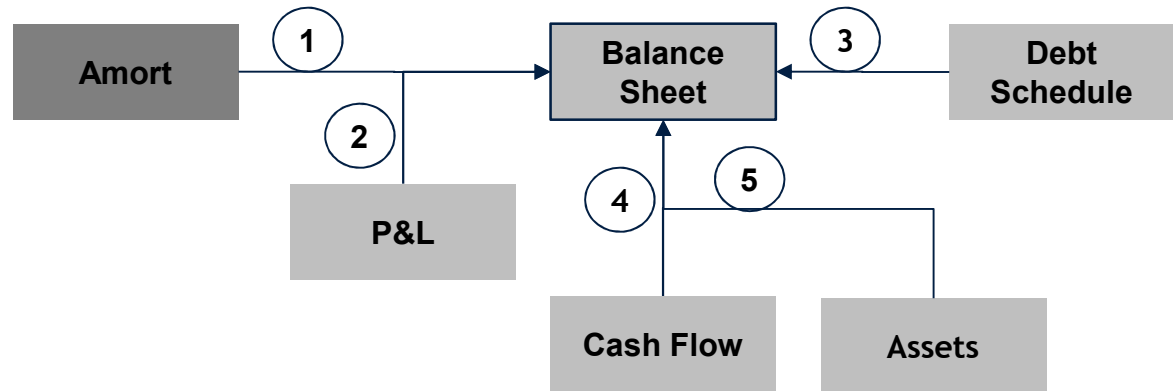 Amort
1
2
P&L
Balance
Sheet
3
Debt
Schedule
4
5
Cash Flow
Assets